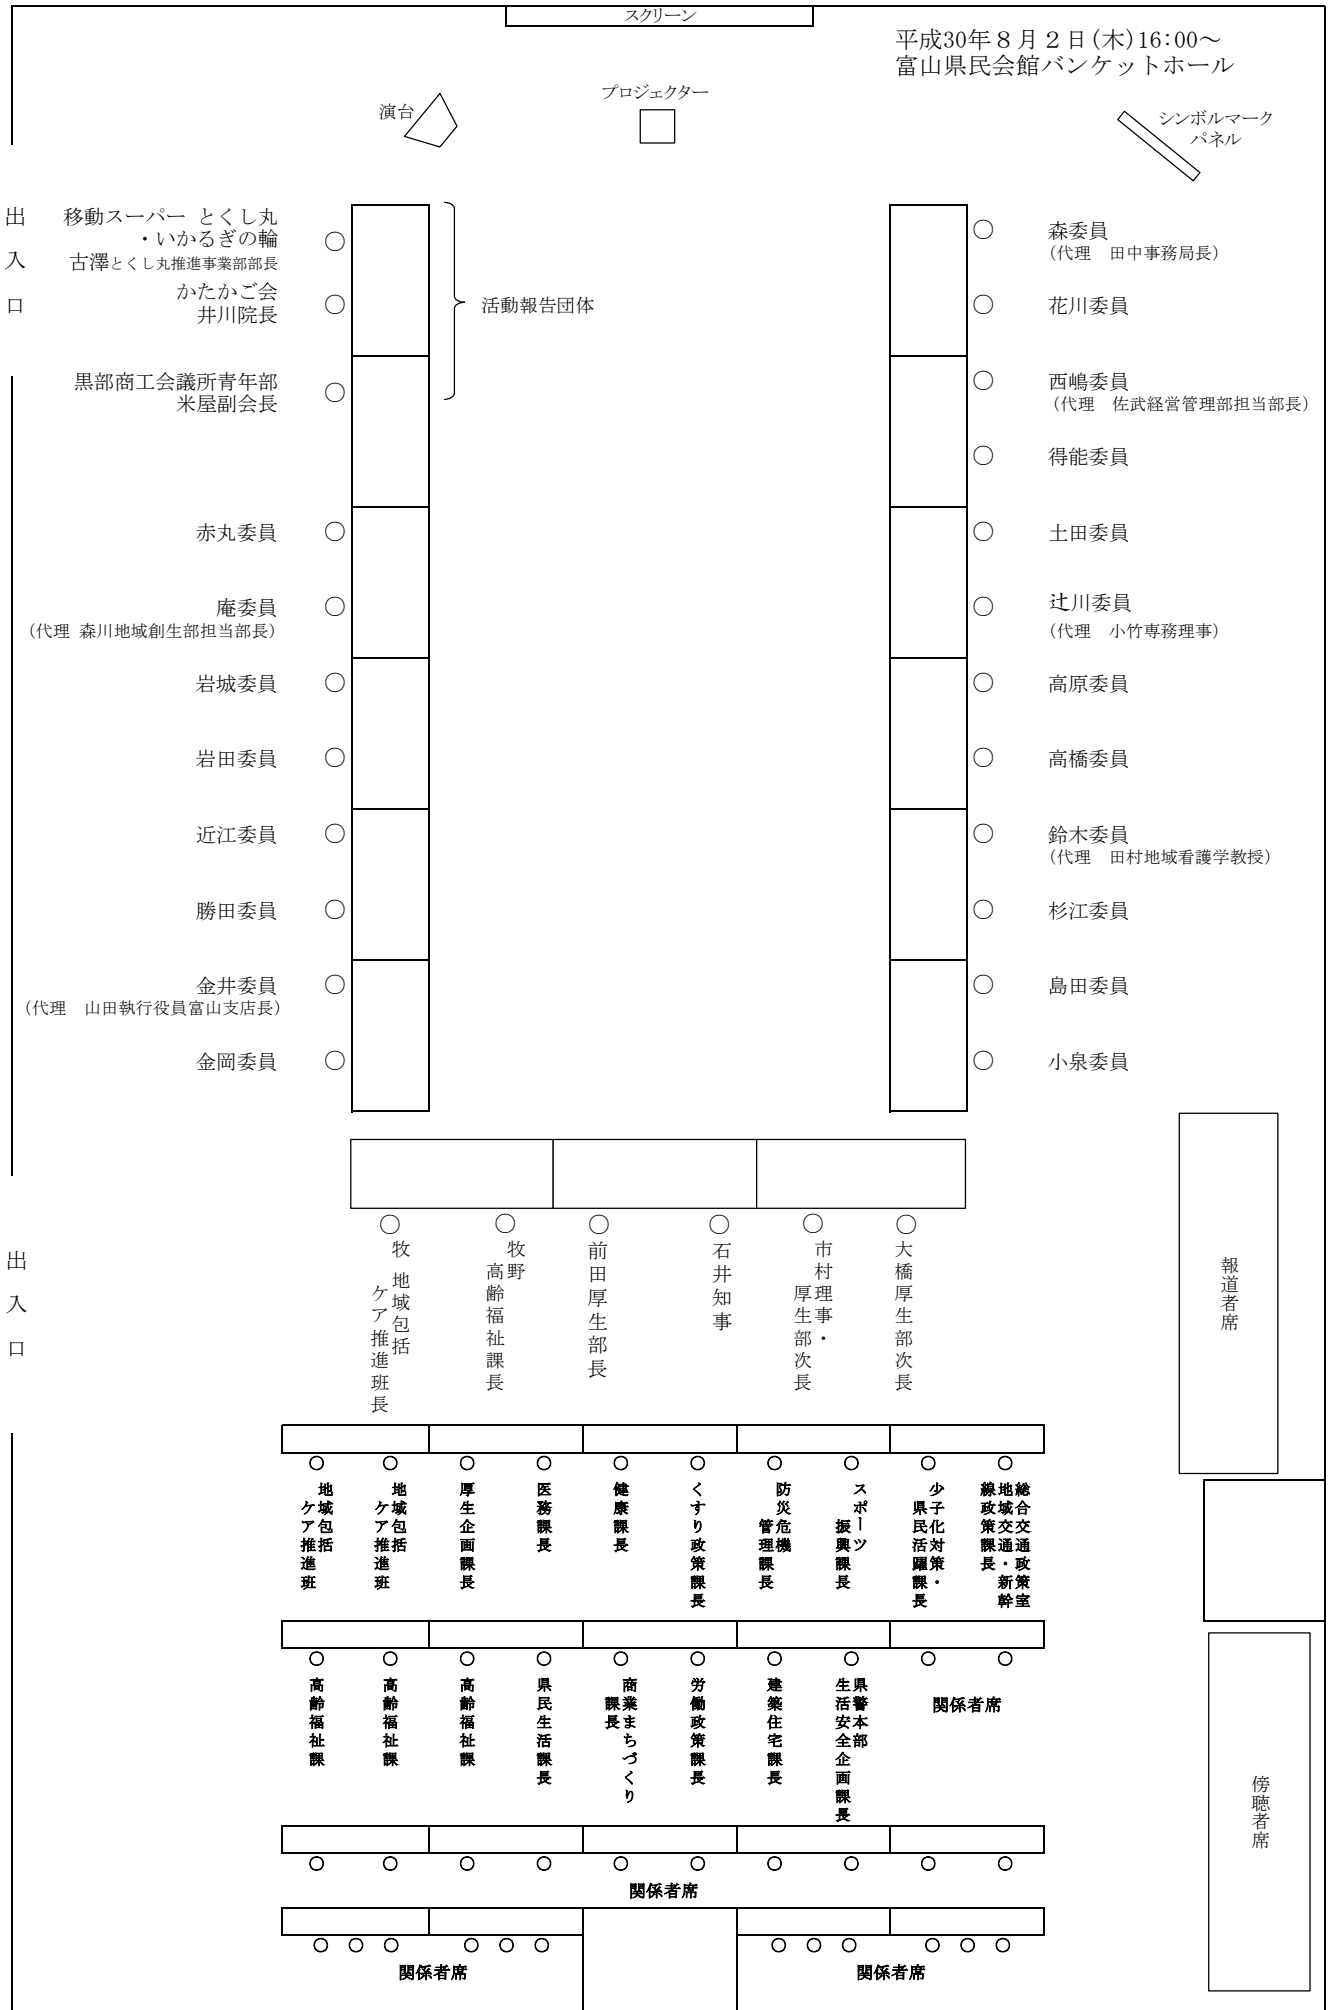 スクリーン
平成30年８月２日(木)16:00～
富山県民会館バンケットホール
演台
プロジェクター
シンボルマーク
パネル
出入口
移動スーパー とくし丸
・いかるぎの輪
古澤とくし丸推進事業部部長
かたかご会
井川院長
黒部商工会議所青年部
米屋副会長
活動報告団体
赤丸委員
庵委員
(代理 森川地域創生部担当部長)
岩城委員
岩田委員
近江委員
勝田委員
金井委員
(代理　山田執行役員富山支店長)
金岡委員
森委員
(代理　田中事務局長)
花川委員
西嶋委員
(代理　佐武経営管理部担当部長)
得能委員
土田委員
辻川委員
(代理　小竹専務理事)
高原委員
高橋委員
鈴木委員
(代理　田村地域看護学教授)
杉江委員
島田委員
小泉委員
出入口
牧 地域包括
ケア推進班長
牧野
高齢福祉課長
前田厚生部長
石井知事
市村理事・
厚生部次長
大橋厚生部次長
報道者席
地域包括
ケア推進班
地域包括
ケア推進班
厚生企画課長
医務課長
健康課長
くすり政策課長
防災危機
管理課長
スポーツ
振興課長
少子化対策・
県民活躍課長
総合交通政策室
地域交通・新幹
線政策課長
高齢福祉課
高齢福祉課
高齢福祉課
県民生活課長
商業まちづくり
課長
労働政策課長
建築住宅課長
県警本部
生活安全企画課長
関係者席
傍聴者席
関係者席
関係者席
関係者席